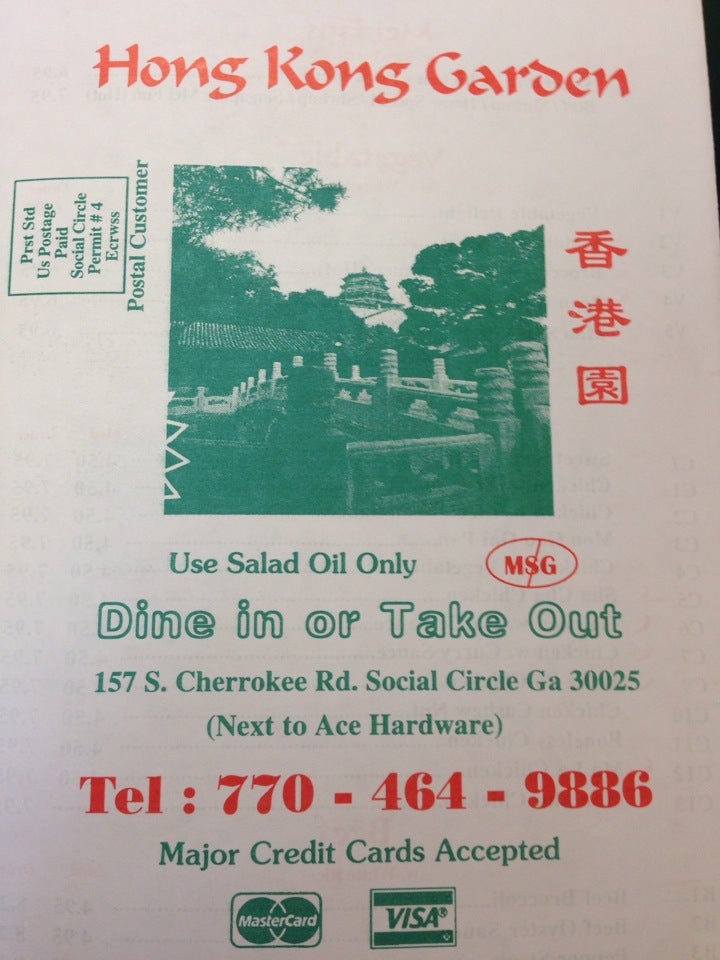 Hong Kong Garden
Prst Std
Us Postage
Paid
Social Circle
Permit # 4
Ecrwss
Postal Customer
香港園
Use Salad Oil Only
MSG
Dine in or Take Out
157 S. Cherrokee Rd. Social Circle Ga 30025
(Next to Ace Hardware)
Tel : 770 - 464 - 9886
Major Credit Cards Accepted
MasterCard
VISA®